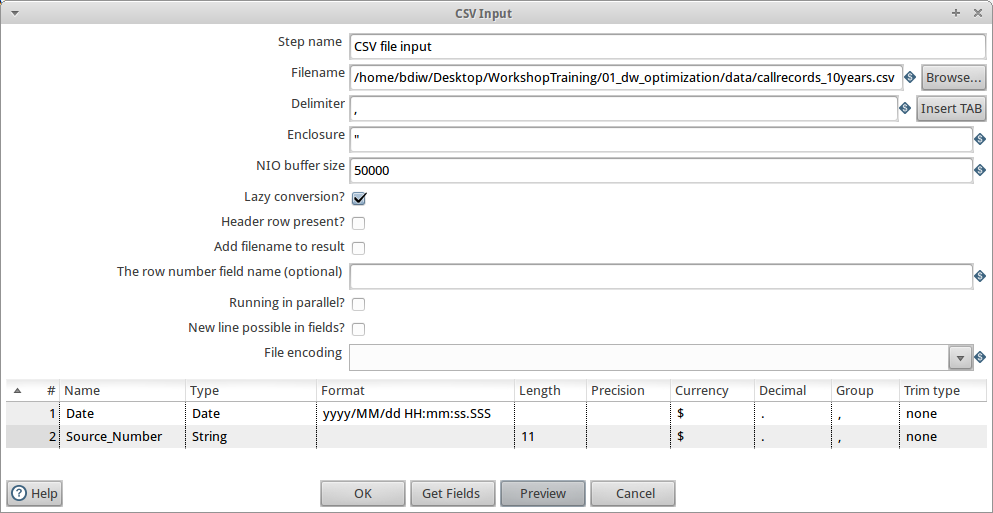 CSV Input
Step name CSV file input
Filename /home/bdiw/Desktop/WorkshopTraining/01_dw_optimization/data/callrecords_10years.csv Browse...
Delimiter , Insert TAB
Enclosure "
NIO buffer size 50000
Lazy conversion?
Header row present?
Add filename to result
The row number field name (optional)
Running in parallel?
New line possible in fields?
File encoding
# Name Type Format Length Precision Currency Decimal Group Trim type
1 Date Date yyyy/MM/dd HH:mm:ss.SSS $ . , none
2 Source_Number String 11 $ . , none
Help OK Get Fields Preview Cancel